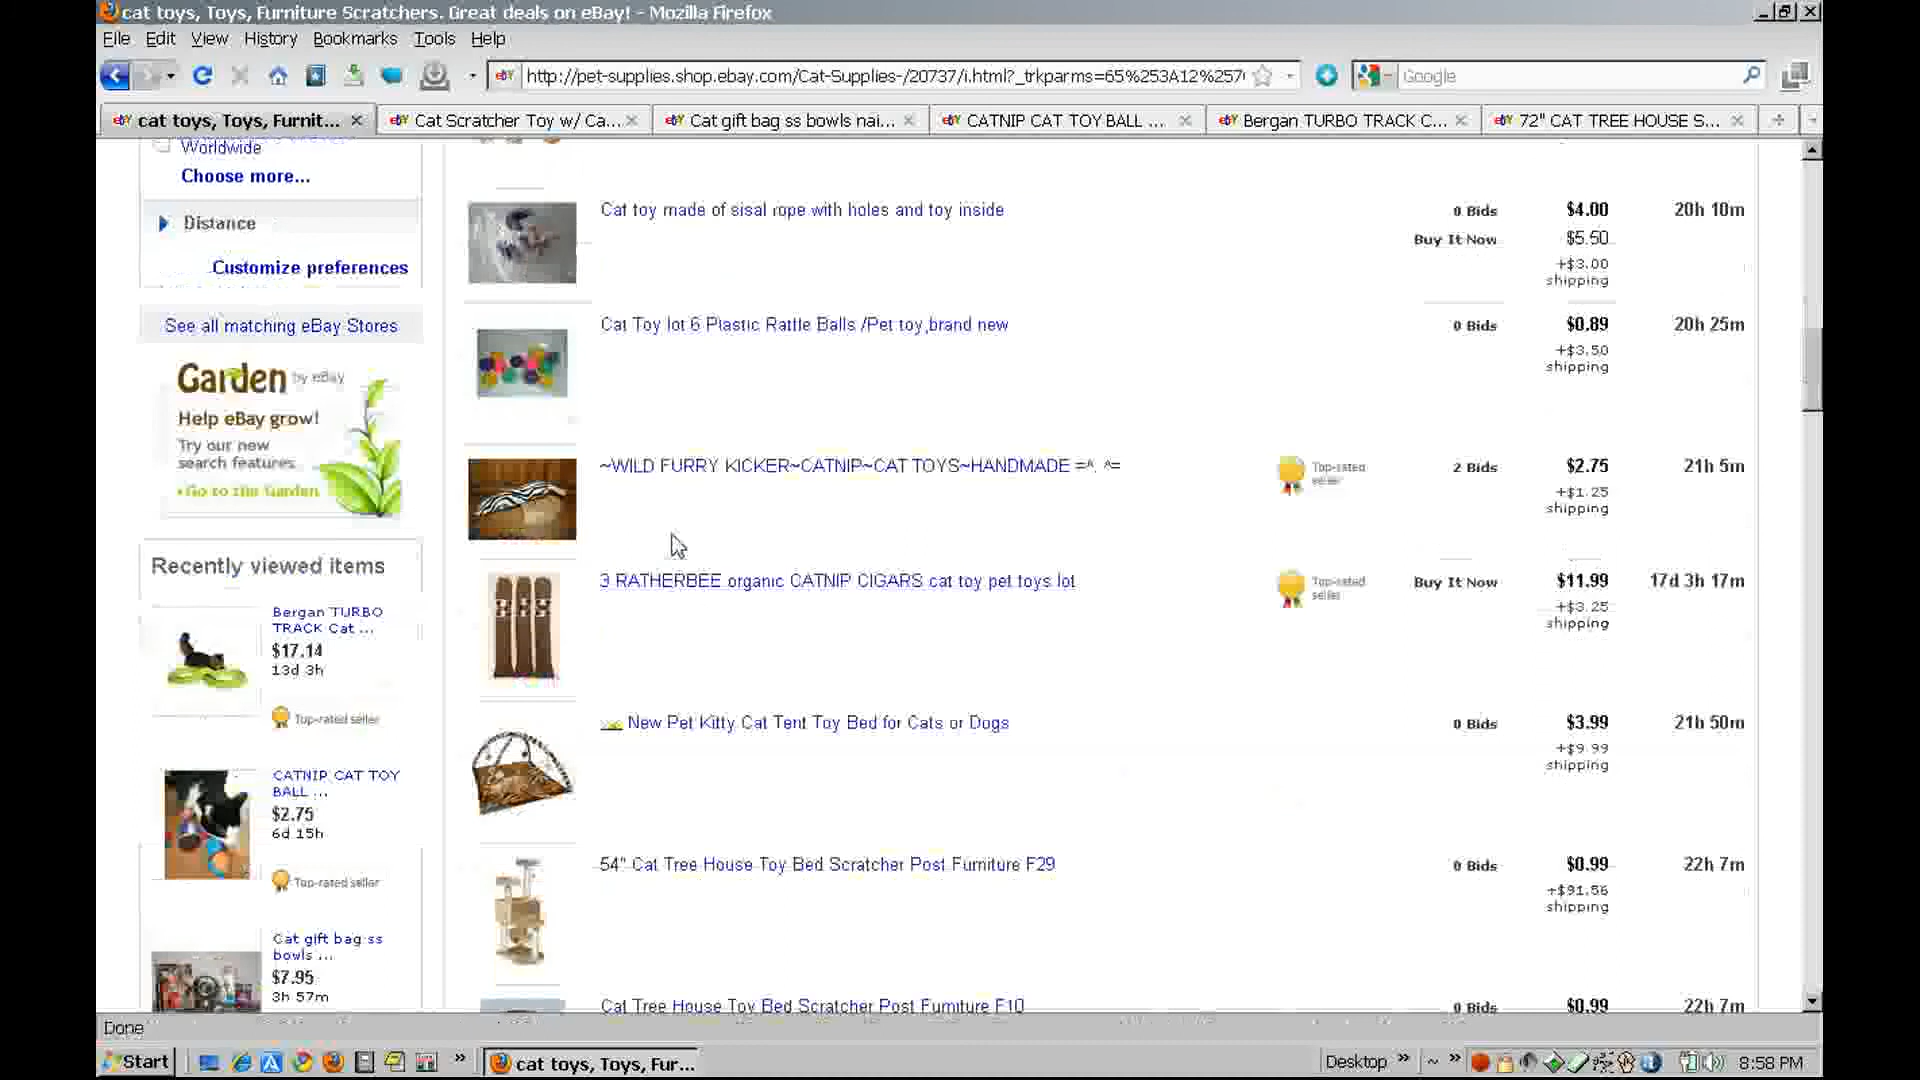 cat toys, Toys, Furniture Scratchers. Great deals on eBay! - Mozilla Firefox
File Edit View History Bookmarks Tools Help
http://pet-supplies.shop.ebay.com/Cat-Supplies-/20737/i.html?_trkparms=65%253A12%257
Google
cat toys, Toys, Furnit...
Cat Scratcher Toy w/ Ca...
Cat gift bag ss bowls nai...
CATNIP CAT TOY BALL ...
Bergan TURBO TRACK C...
72" CAT TREE HOUSE S...
Worldwide
Choose more...
Distance
Customize preferences
See all matching eBay Stores
Garden by eBay
Help eBay grow!
Try our new
search features.
Go to the Garden
Recently viewed items
Bergan TURBO
TRACK Cat ...
$17.14
13d 3h
Top-rated seller
CATNIP CAT TOY
BALL ...
$2.75
6d 15h
Top-rated seller
Cat gift bag ss
bowls ...
$7.95
3h 57m
Cat toy made of sisal rope with holes and toy inside
0 Bids $4.00 20h 10m
Buy It Now $5.50
+$3.00
shipping
Cat Toy lot 6 Plastic Rattle Balls /Pet toy,brand new
0 Bids $0.89 20h 25m
+$3.50
shipping
~WILD FURRY KICKER~CATNIP~CAT TOYS~HANDMADE =^. ^=
Top-rated
seller
2 Bids $2.75 21h 5m
+$1.25
shipping
3 RATHERBEE organic CATNIP CIGARS cat toy pet toys lot
Top-rated
seller
Buy It Now $11.99 17d 3h 17m
+$3.25
shipping
New Pet Kitty Cat Tent Toy Bed for Cats or Dogs
0 Bids $3.99 21h 50m
+$9.99
shipping
54" Cat Tree House Toy Bed Scratcher Post Furniture F29
0 Bids $0.99 22h 7m
+$91.56
shipping
Cat Tree House Toy Bed Scratcher Post Furniture F10
0 Bids $0.99 22h 7m
Done
Start
cat toys, Toys, Fur...
Desktop
8:58 PM